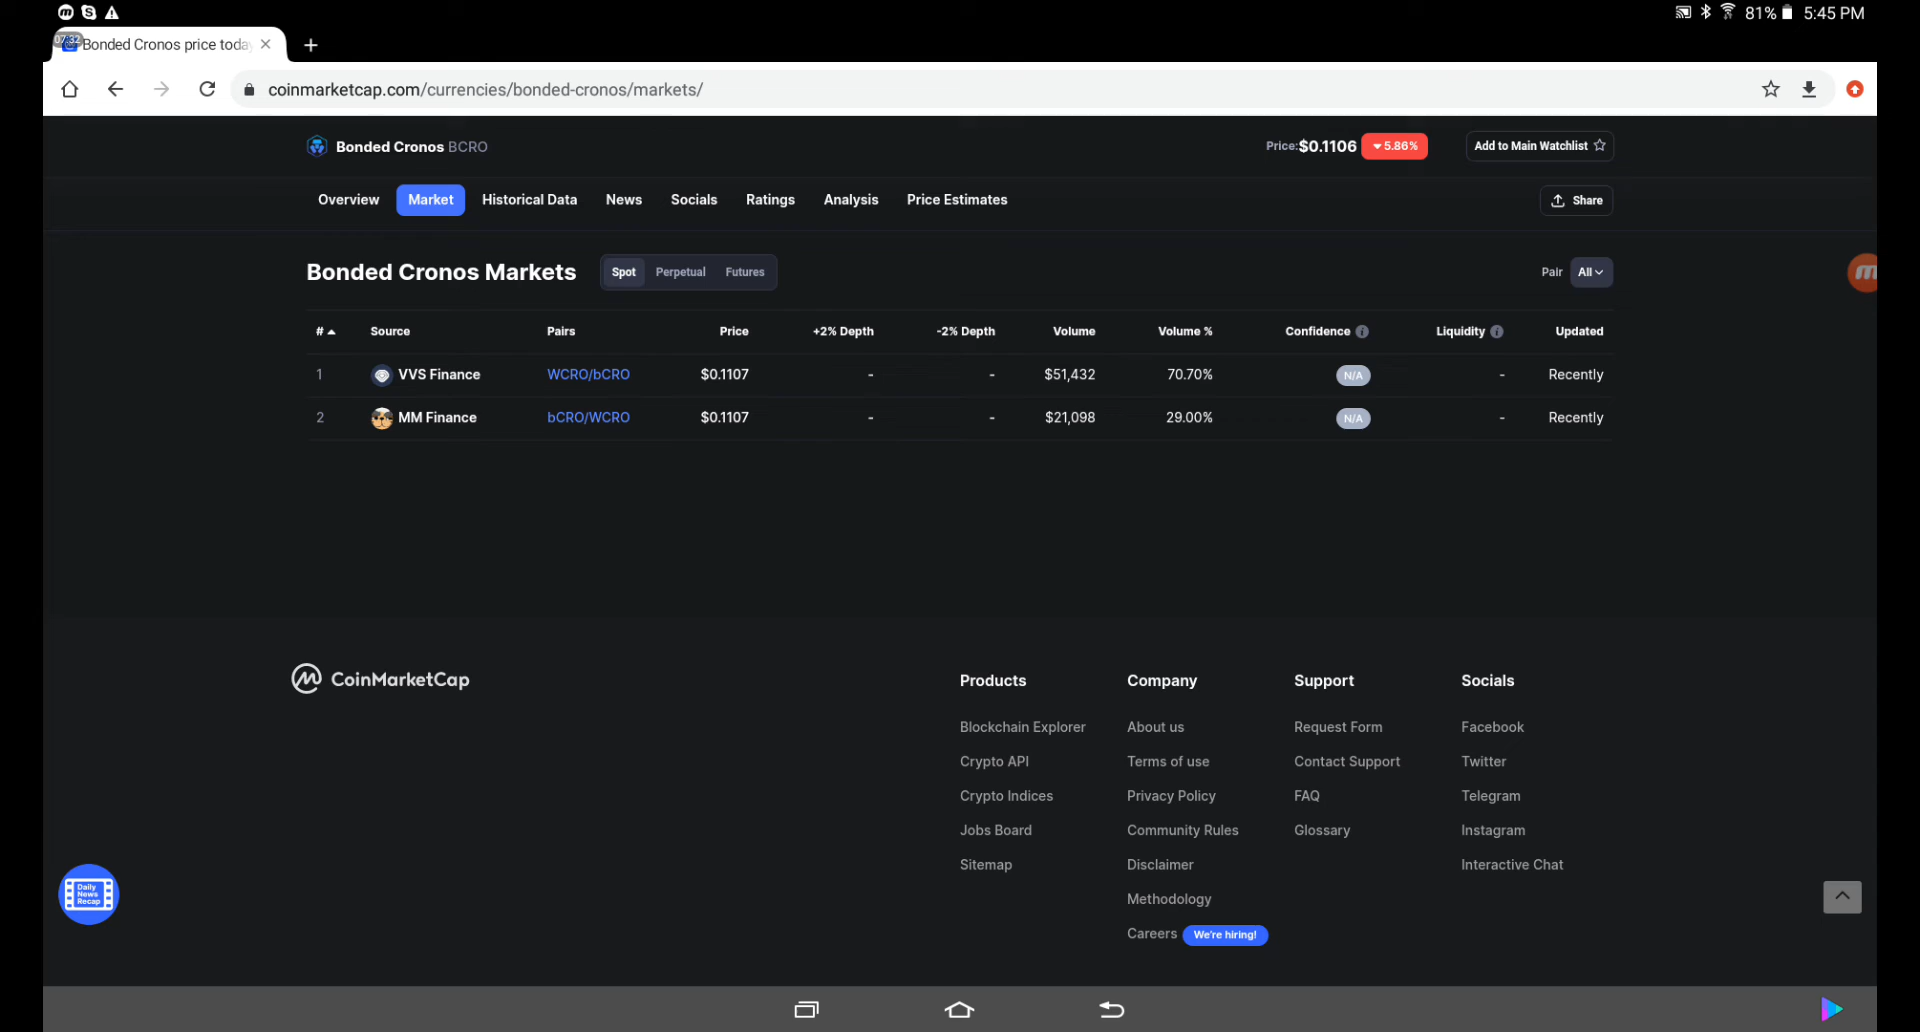 81% 5:45 PM
07:32 Bonded Cronos price today
coinmarketcap.com/currencies/bonded-cronos/markets/
Bonded Cronos BCRO Price:$0.1106 5.86% Add to Main Watchlist
Overview Market Historical Data News Socials Ratings Analysis Price Estimates Share
Bonded Cronos Markets Spot Perpetual Futures Pair All
# Source Pairs Price +2% Depth -2% Depth Volume Volume % Confidence Liquidity Updated
1 VVS Finance WCRO/bCRO $0.1107 - - $51,432 70.70% N/A - Recently
2 MM Finance bCRO/WCRO $0.1107 - - $21,098 29.00% N/A - Recently
CoinMarketCap Products Company Support Socials
Blockchain Explorer About us Request Form Facebook
Crypto API Terms of use Contact Support Twitter
Crypto Indices Privacy Policy FAQ Telegram
Jobs Board Community Rules Glossary Instagram
Sitemap Disclaimer Interactive Chat
Daily
News
Recap
Methodology
Careers We're hiring!